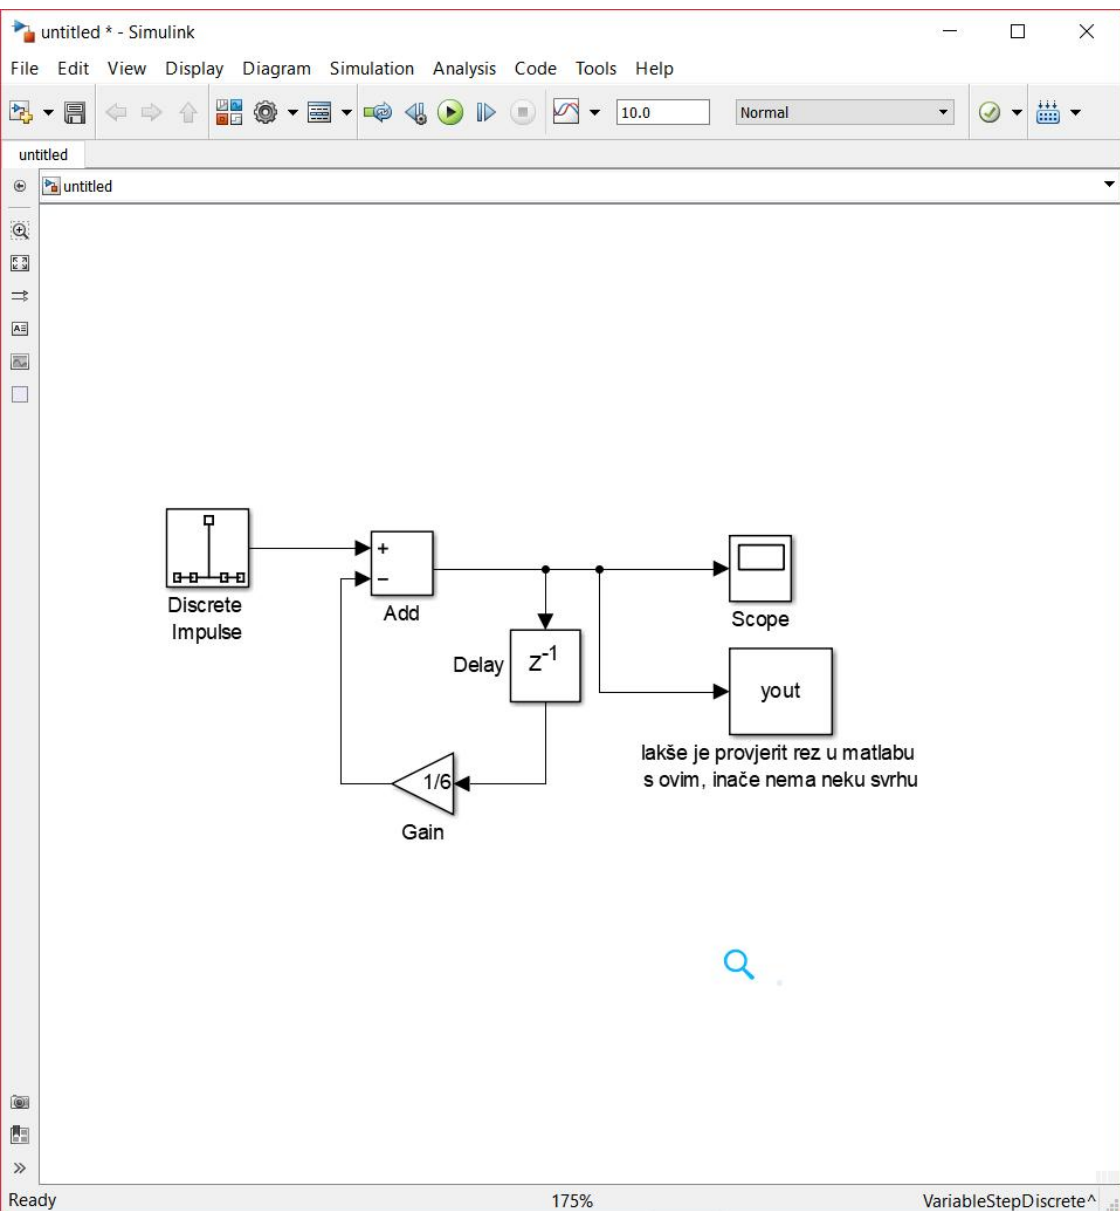 untitled * - Simulink
File Edit View Display Diagram Simulation Analysis Code Tools Help
10.0 Normal
untitled
untitled
Discrete
Impulse
+
−
Add
Scope
Delay
z-1
yout
lakše je provjerit rez u matlabu
s ovim, inače nema neku svrhu
1/6
Gain
Ready 175% VariableStepDiscrete^